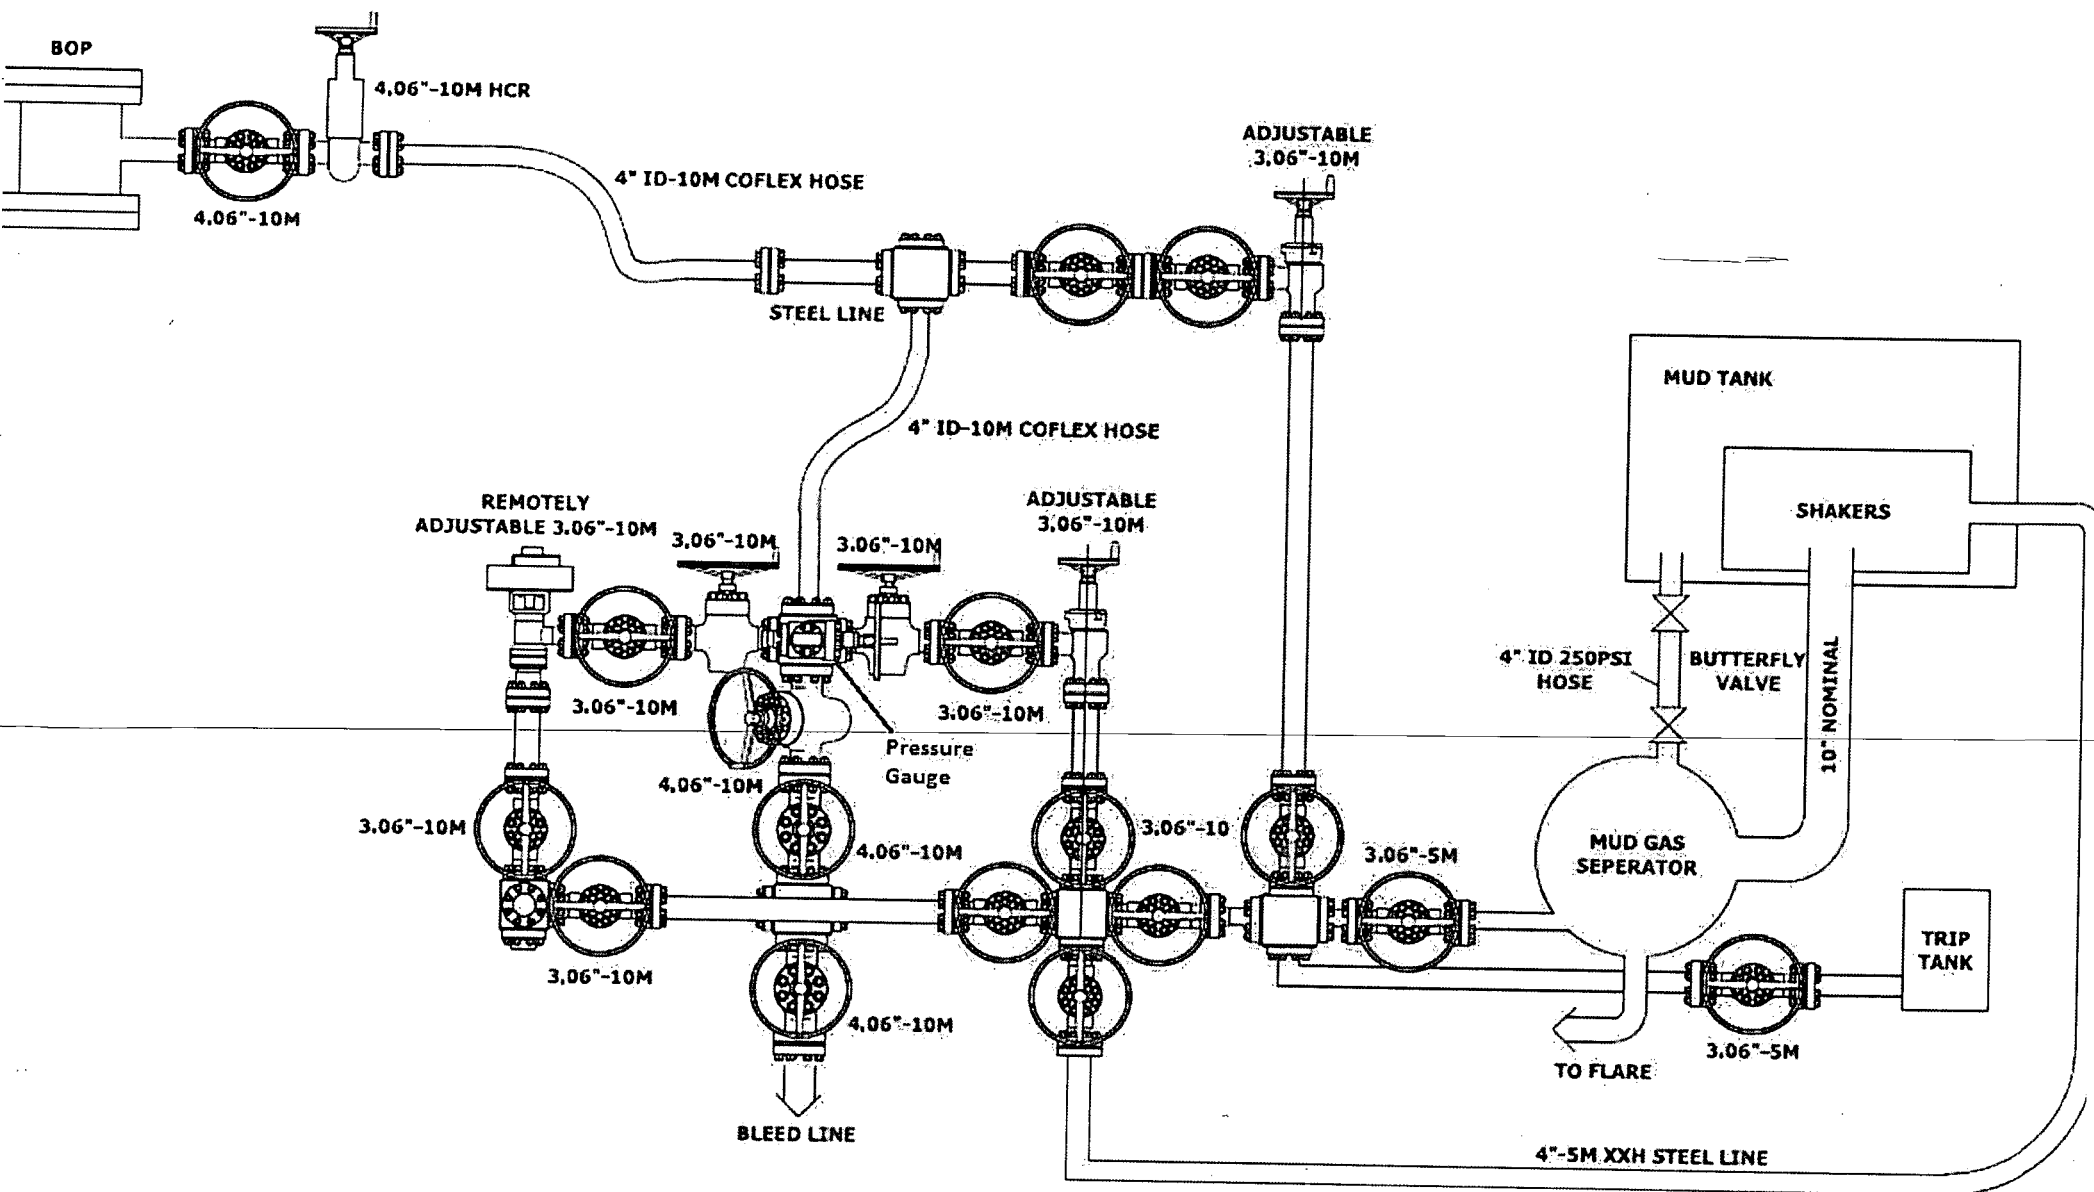 BOP
4.06"-10M HCR
4.06"-10M
4" ID-10M COFLEX HOSE
ADJUSTABLE
3.06"-10M
STEEL LINE
MUD TANK
SHAKERS
4" ID-10M COFLEX HOSE
REMOTELY
ADJUSTABLE 3.06"-10M
3.06"-10M
3.06"-10M
ADJUSTABLE
3.06"-10M
3.06"-10M
3.06"-10M
4" ID 250PSI
HOSE
BUTTERFLY
VALVE
10" NOMINAL
Pressure
Gauge
4.06"-10M
3.06"-10M
4.06"-10M
3.06"-10
3.06"-5M
MUD GAS
SEPERATOR
TRIP
TANK
3.06"-10M
4.06"-10M
3.06"-5M
TO FLARE
BLEED LINE
4"-5M XXH STEEL LINE